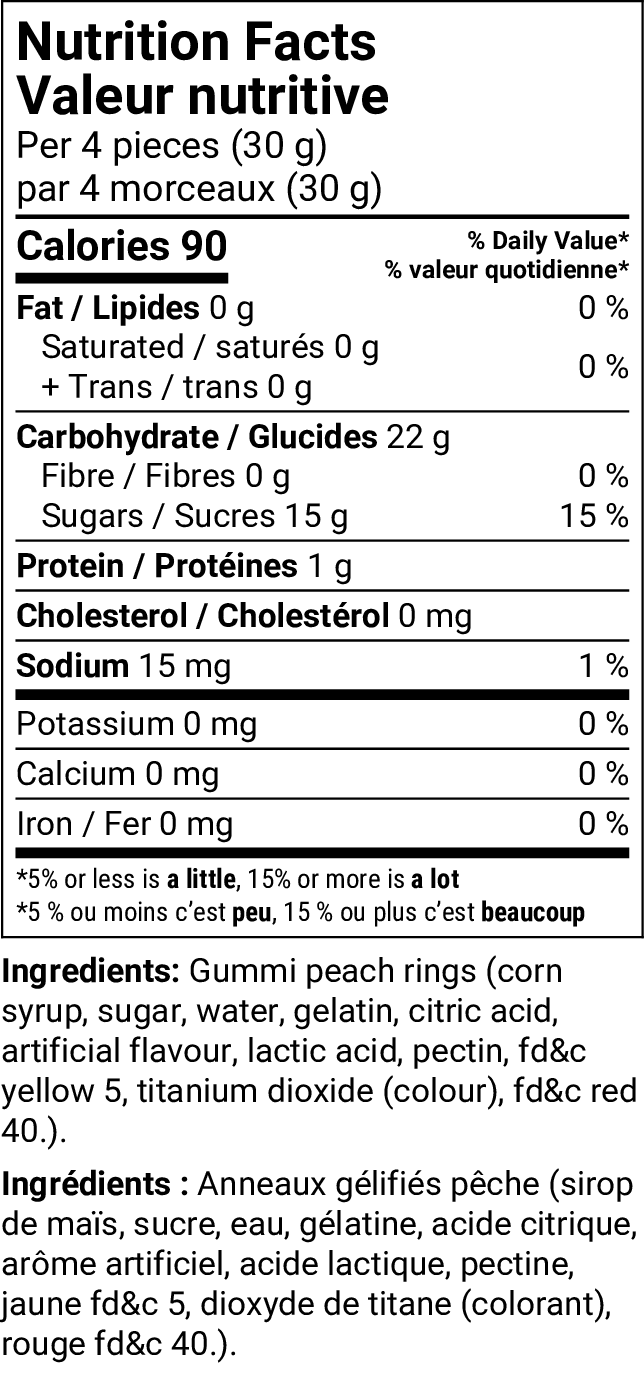 Nutrition Facts
Valeur nutritive
Per 4 pieces (30 g)
par 4 morceaux (30 g)
Calories 90
% Daily Value*
% valeur quotidienne*
Fat / Lipides 0 g 0 %
Saturated / saturés 0 g
+ Trans / trans 0 g 0 %
Carbohydrate / Glucides 22 g
Fibre / Fibres 0 g 0 %
Sugars / Sucres 15 g 15 %
Protein / Protéines 1 g
Cholesterol / Cholestérol 0 mg
Sodium 15 mg 1 %
Potassium 0 mg 0 %
Calcium 0 mg 0 %
Iron / Fer 0 mg 0 %
*5% or less is a little, 15% or more is a lot
*5 % ou moins c’est peu, 15 % ou plus c’est beaucoup
Ingredients: Gummi peach rings (corn
syrup, sugar, water, gelatin, citric acid,
artificial flavour, lactic acid, pectin, fd&c
yellow 5, titanium dioxide (colour), fd&c red
40.).
Ingrédients : Anneaux gélifiés pêche (sirop
de maïs, sucre, eau, gélatine, acide citrique,
arôme artificiel, acide lactique, pectine,
jaune fd&c 5, dioxyde de titane (colorant),
rouge fd&c 40.).